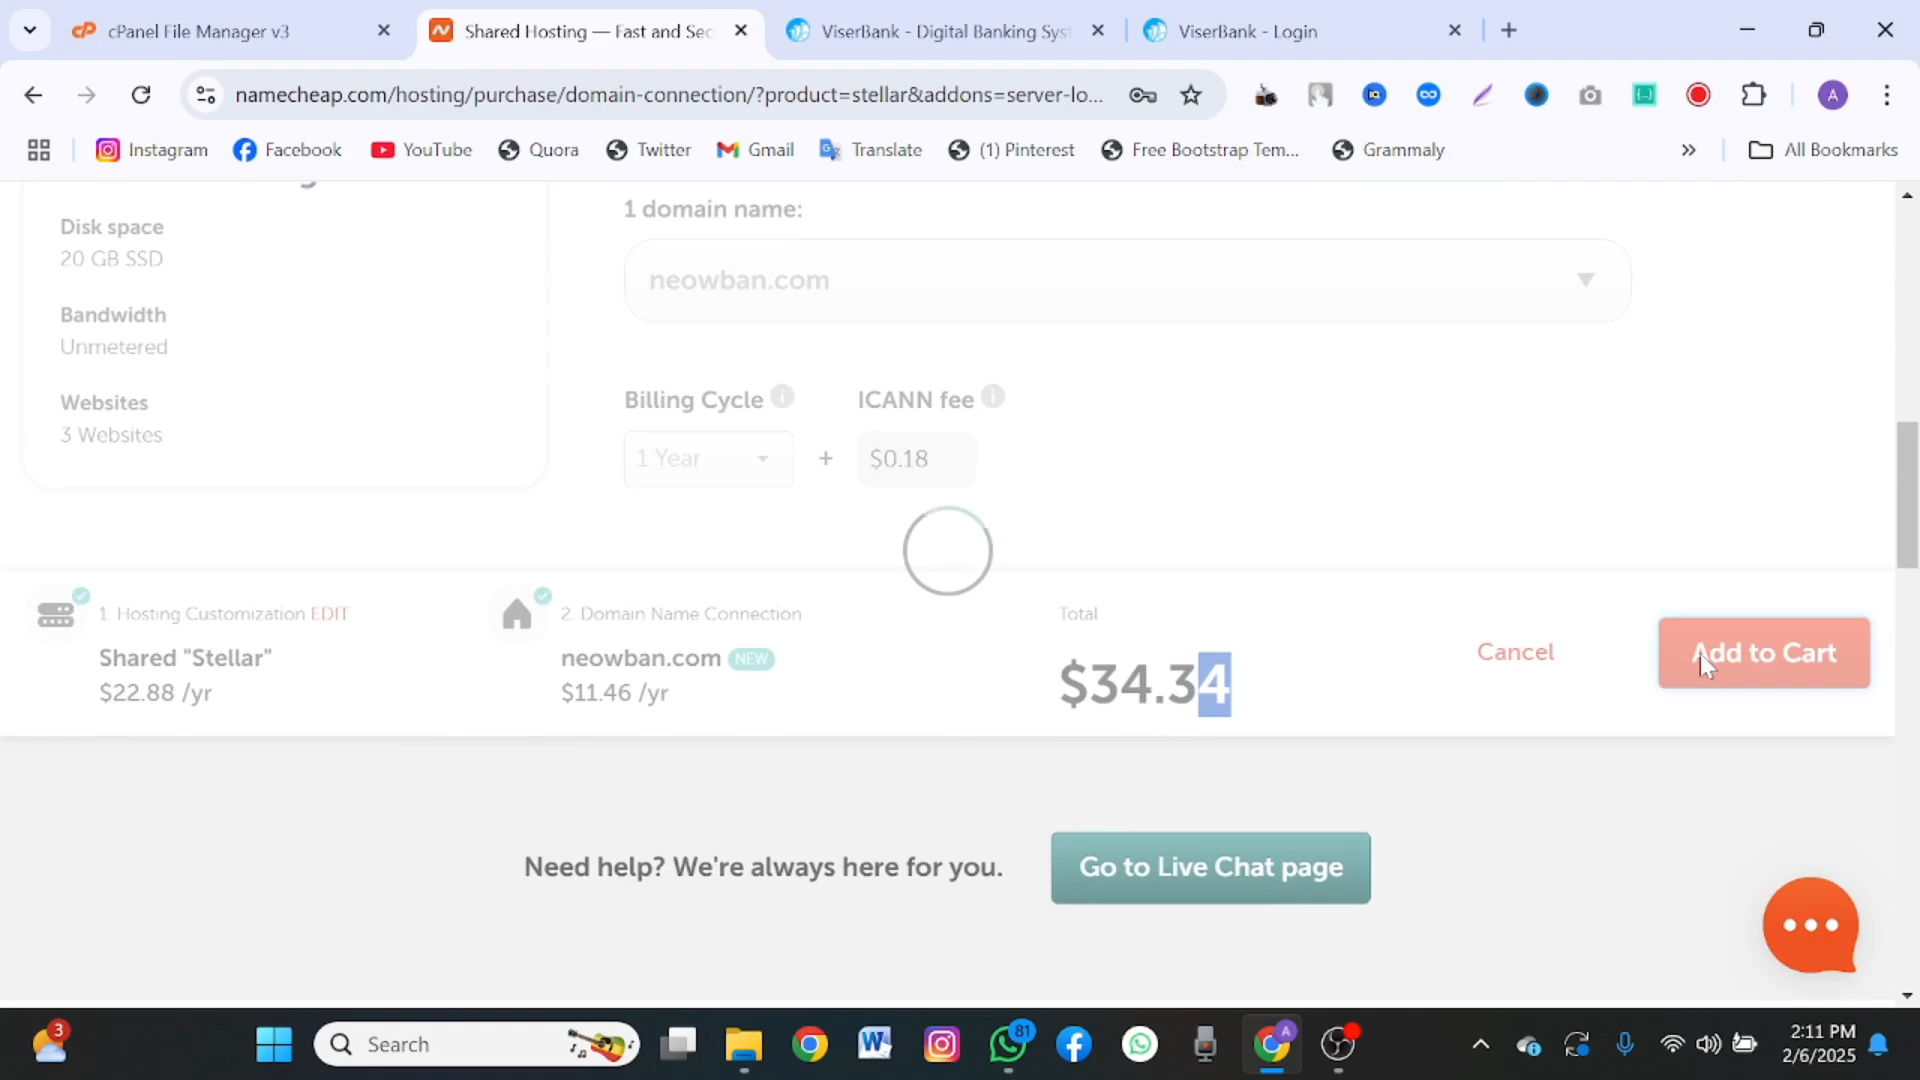 cPanel File Manager v3
Shared Hosting — Fast and Sec
ViserBank - Digital Banking Syst
ViserBank - Login
namecheap.com/hosting/purchase/domain-connection/?product=stellar&addons=server-lo...
A
Instagram
Facebook
YouTube
Quora
Twitter
Gmail
Translate
(1) Pinterest
Free Bootstrap Tem...
Grammaly
»
All Bookmarks
1 domain name:
Disk space
20 GB SSD
neowban.com
Bandwidth
Unmetered
Billing Cycle
ICANN fee
Websites
3 Websites
1 Year
+
$0.18
1. Hosting Customization EDIT
Shared "Stellar"
$22.88 /yr
2. Domain Name Connection
neowban.com NEW
$11.46 /yr
Total
$34.34
Cancel
Add to Cart
Need help? We're always here for you.
Go to Live Chat page
3
Search
81
A
2:11 PM
2/6/2025